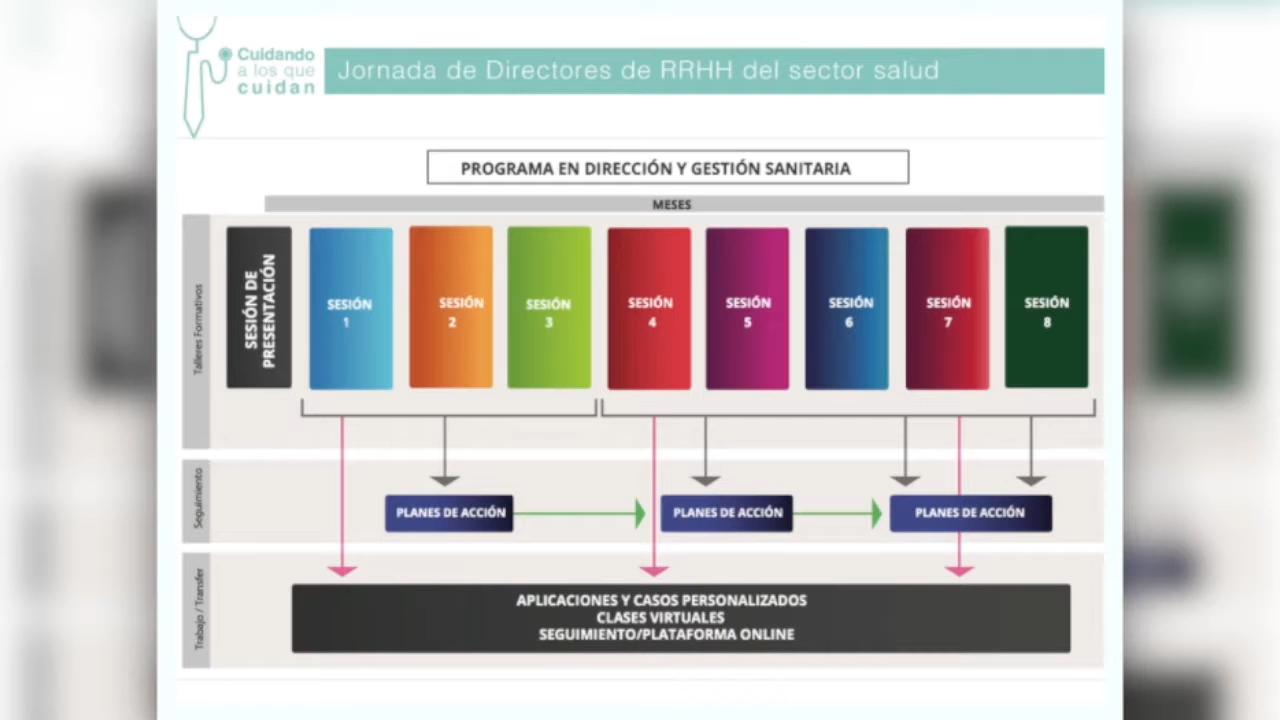 Cuidando
a los que
cuidan
Jornada de Directores de RRHH del sector salud
PROGRAMA EN DIRECCIÓN Y GESTIÓN SANITARIA
MESES
Talleres Formativos
SESIÓN DE
PRESENTACIÓN
SESIÓN
1
SESIÓN
2
SESIÓN
3
SESIÓN
4
SESIÓN
5
SESIÓN
6
SESIÓN
7
SESIÓN
8
Seguimiento
PLANES DE ACCIÓN
PLANES DE ACCIÓN
PLANES DE ACCIÓN
Trabajo / Transfer
APLICACIONES Y CASOS PERSONALIZADOS
CLASES VIRTUALES
SEGUIMIENTO/PLATAFORMA ONLINE